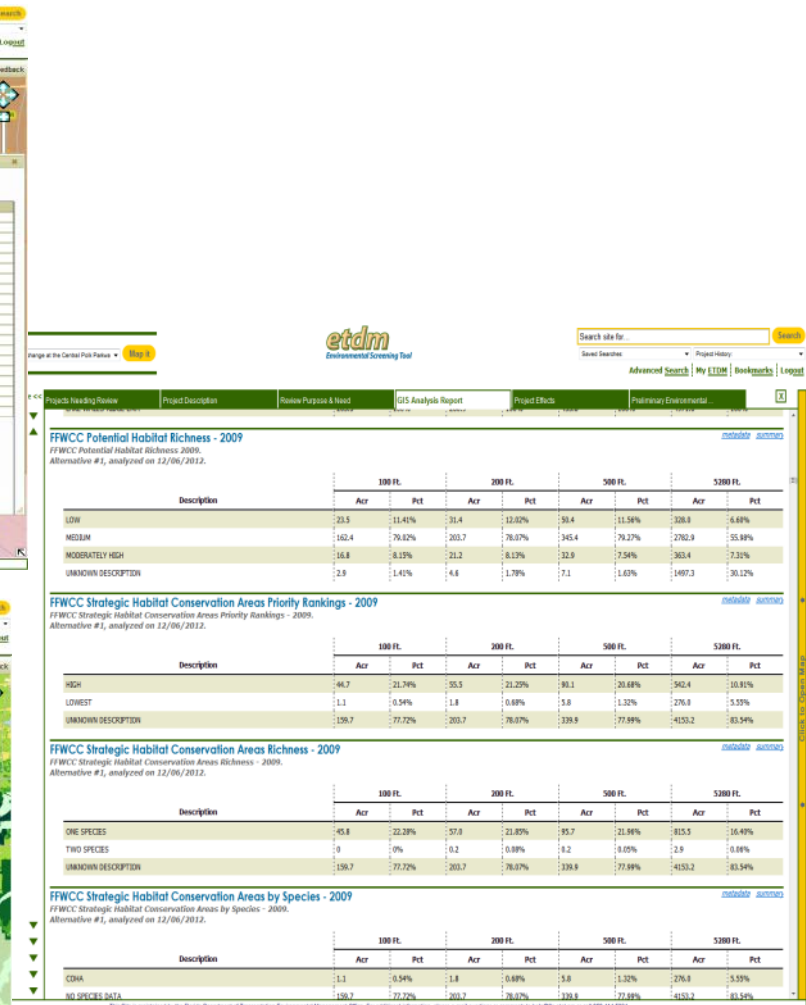 earch
Logout
edback
hange at the Central Polk Parkwa Map it
etdm
Environmental Screening Tool
Search site for... Search
Saved Searches: Project History:
Advanced Search My ETDM Bookmarks Logout
Projects Needing Review Project Description Review Purpose & Need GIS Analysis Report Project Effects Preliminary Environmental... X
FFWCC Potential Habitat Richness - 2009 metadata summary
FFWCC Potential Habitat Richness 2009.
Alternative #1, analyzed on 12/06/2012.
100 Ft. 200 Ft. 500 Ft. 5280 Ft.
Description Acr Pct Acr Pct Acr Pct Acr Pct
LOW 23.5 11.41% 31.4 12.02% 50.4 11.56% 328.8 6.60%
MEDIUM 162.4 79.02% 203.7 78.07% 345.4 79.27% 2782.9 55.98%
MODERATELY HIGH 16.8 8.15% 21.2 8.13% 32.9 7.54% 363.4 7.31%
UNKNOWN DESCRIPTION 2.9 1.41% 4.6 1.78% 7.1 1.63% 1497.3 30.12%
FFWCC Strategic Habitat Conservation Areas Priority Rankings - 2009 metadata summary
FFWCC Strategic Habitat Conservation Areas Priority Rankings - 2009.
Alternative #1, analyzed on 12/06/2012.
100 Ft. 200 Ft. 500 Ft. 5280 Ft.
Description Acr Pct Acr Pct Acr Pct Acr Pct
HIGH 44.7 21.74% 55.5 21.25% 90.1 20.68% 542.4 10.91%
LOWEST 1.1 0.54% 1.8 0.68% 5.8 1.32% 276.0 5.55%
UNKNOWN DESCRIPTION 159.7 77.72% 203.7 78.07% 339.9 77.99% 4153.2 83.54%
FFWCC Strategic Habitat Conservation Areas Richness - 2009 metadata summary
FFWCC Strategic Habitat Conservation Areas Richness - 2009.
Alternative #1, analyzed on 12/06/2012.
100 Ft. 200 Ft. 500 Ft. 5280 Ft.
Description Acr Pct Acr Pct Acr Pct Acr Pct
ONE SPECIES 45.8 22.28% 57.0 21.85% 95.7 21.96% 815.5 16.40%
TWO SPECIES 0 0% 0.2 0.08% 0.2 0.05% 2.9 0.06%
UNKNOWN DESCRIPTION 159.7 77.72% 203.7 78.07% 339.9 77.99% 4153.2 83.54%
FFWCC Strategic Habitat Conservation Areas by Species - 2009 metadata summary
FFWCC Strategic Habitat Conservation Areas by Species - 2009.
Alternative #1, analyzed on 12/06/2012.
100 Ft. 200 Ft. 500 Ft. 5280 Ft.
Description Acr Pct Acr Pct Acr Pct Acr Pct
COHA 1.1 0.54% 1.8 0.68% 5.8 1.32% 276.0 5.55%
NO SPECIES DATA 159.7 77.72% 203.7 78.07% 339.9 77.99% 4153.2 83.54%
Click to Open Map